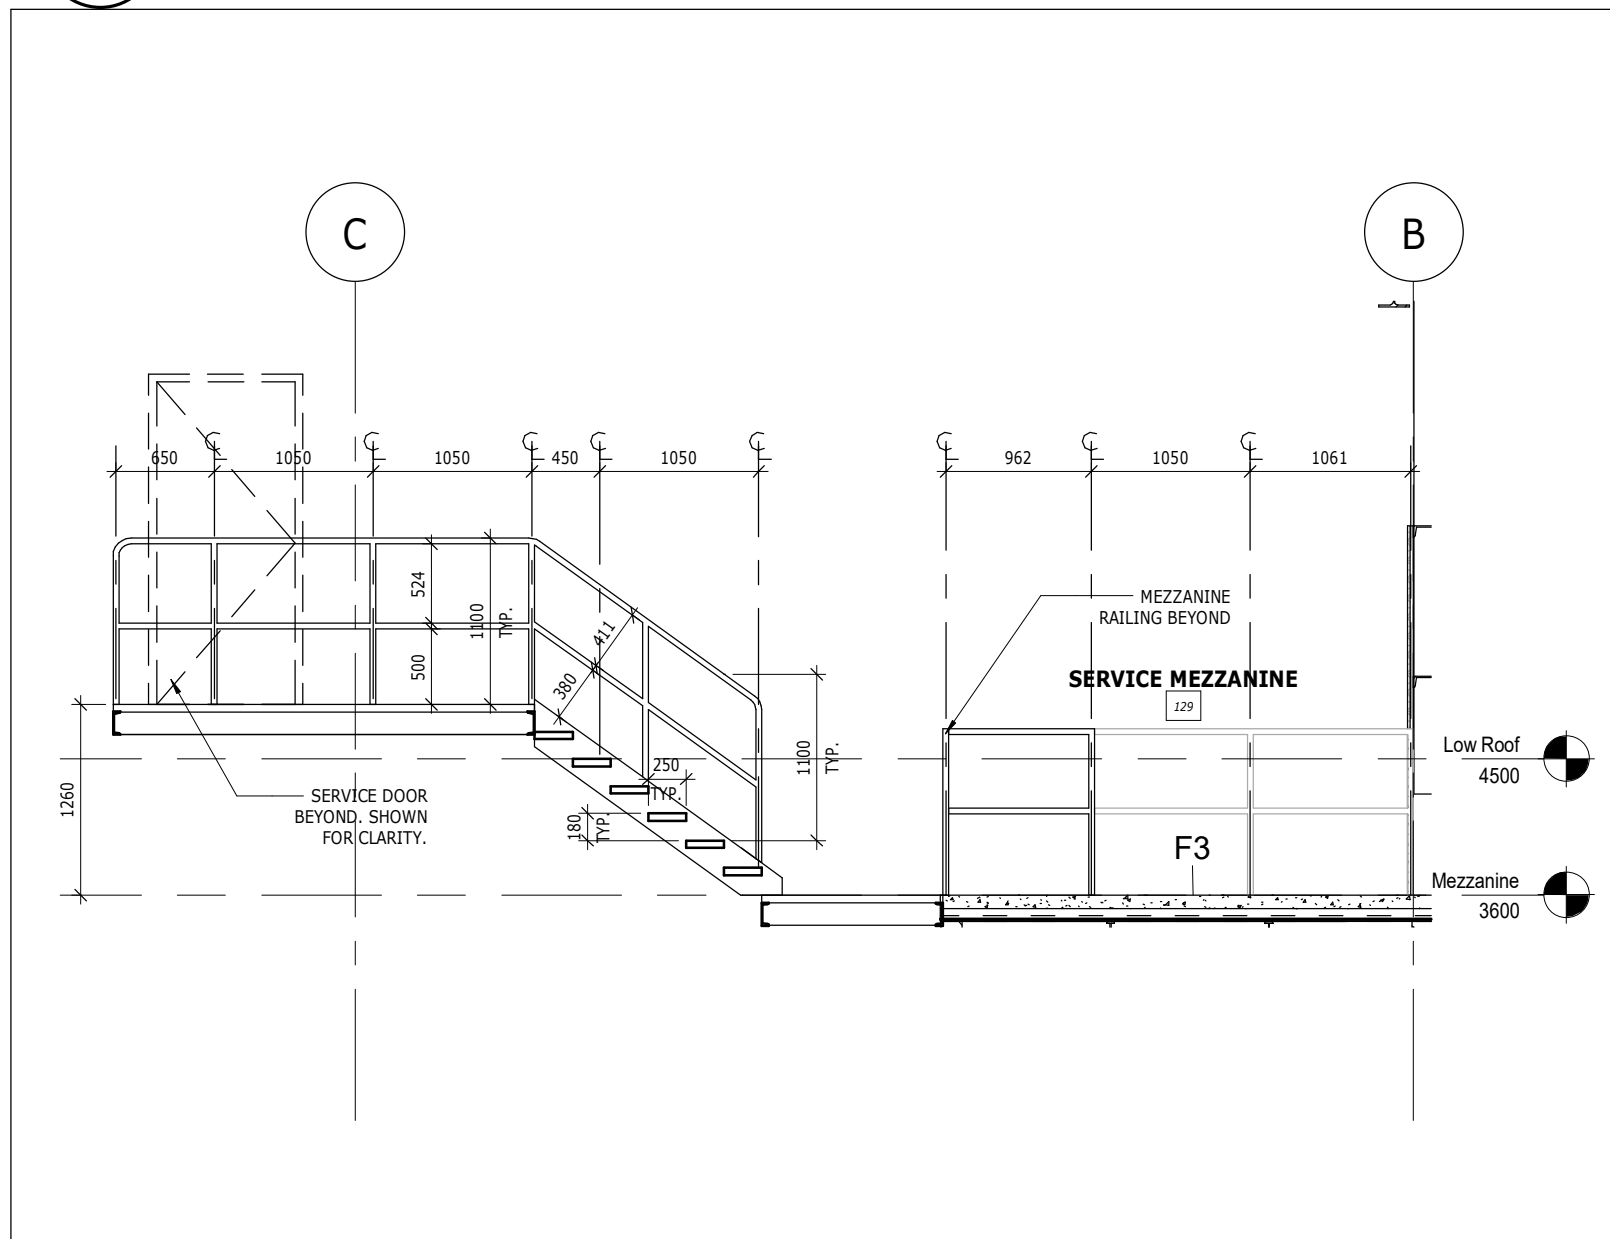 C
B
650
1050
1050
450
1050
962
1050
1061
524
1100
TYP.
500
411
380
MEZZANINE
RAILING BEYOND
SERVICE MEZZANINE
129
1100
TYP.
250
TYP.
180
TYP.
1260
SERVICE DOOR
BEYOND. SHOWN
FOR CLARITY.
Low Roof
4500
F3
Mezzanine
3600